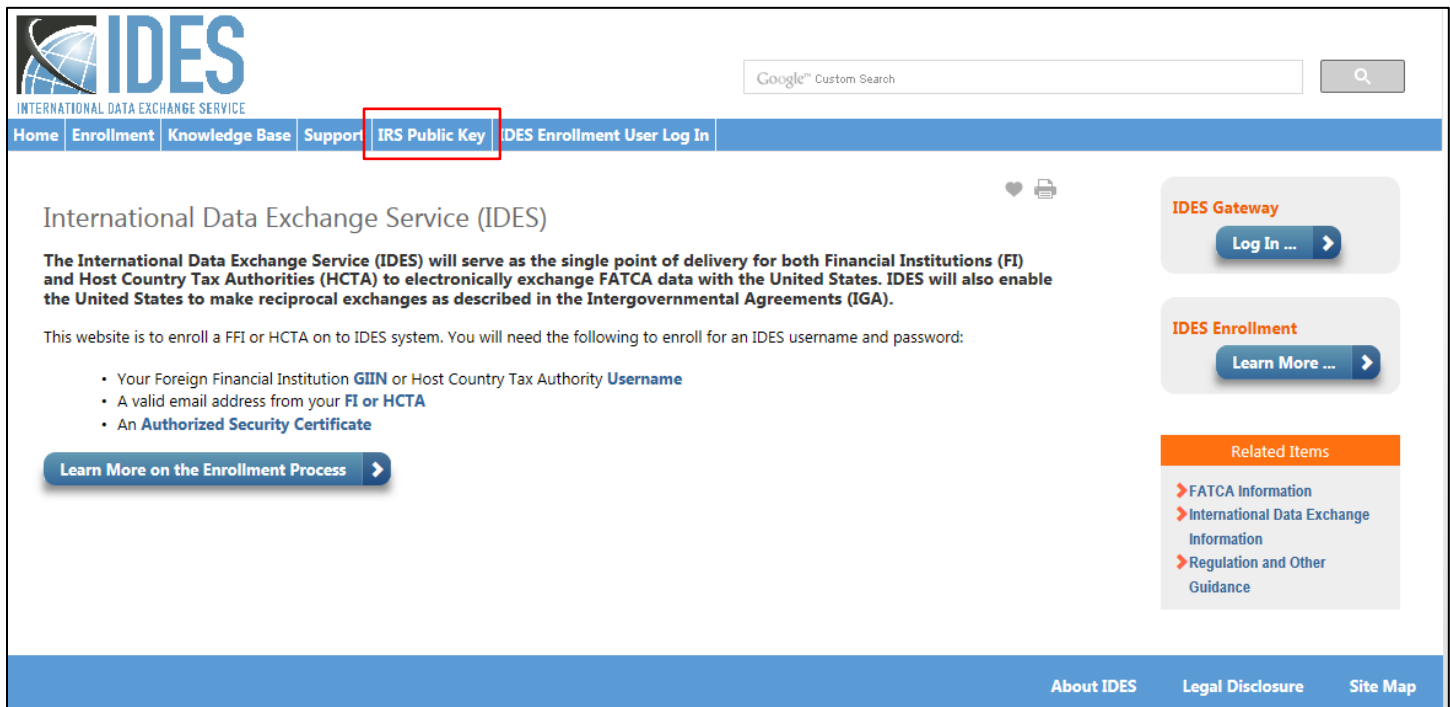 IDES
INTERNATIONAL DATA EXCHANGE SERVICE
Google™ Custom Search
Home Enrollment Knowledge Base Support IRS Public Key IDES Enrollment User Log In
International Data Exchange Service (IDES)
The International Data Exchange Service (IDES) will serve as the single point of delivery for both Financial Institutions (FI)
and Host Country Tax Authorities (HCTA) to electronically exchange FATCA data with the United States. IDES will also enable
the United States to make reciprocal exchanges as described in the Intergovernmental Agreements (IGA).
This website is to enroll a FFI or HCTA on to IDES system. You will need the following to enroll for an IDES username and password:
• Your Foreign Financial Institution GIIN or Host Country Tax Authority Username
• A valid email address from your FI or HCTA
• An Authorized Security Certificate
Learn More on the Enrollment Process
IDES Gateway
Log In ...
IDES Enrollment
Learn More ...
Related Items
FATCA Information
International Data Exchange
Information
Regulation and Other
Guidance
About IDES Legal Disclosure Site Map